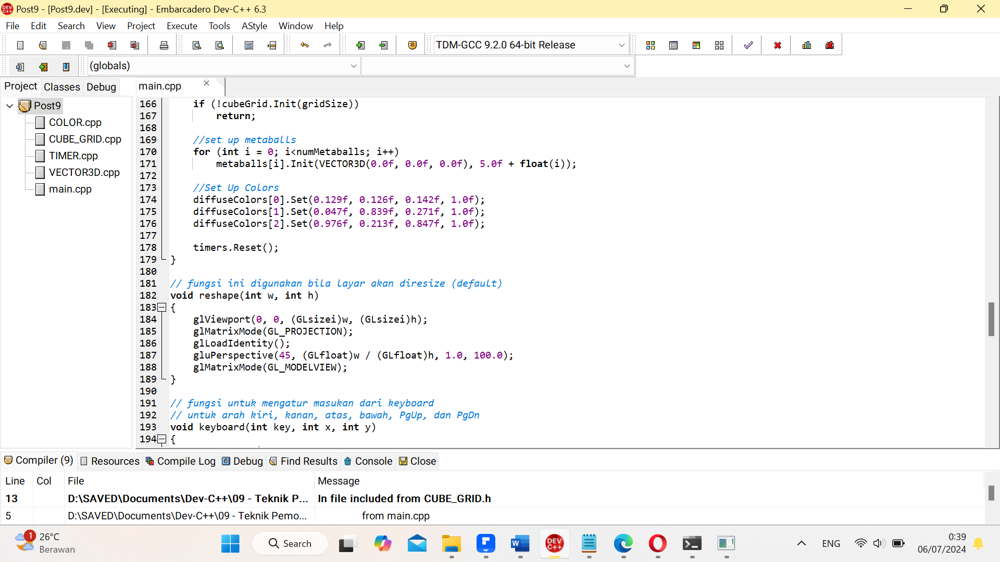 Post9 - [Post9.dev] - [Executing] - Embarcadero Dev-C++ 6.3
File Edit Search View Project Execute Tools AStyle Window Help
TDM-GCC 9.2.0 64-bit Release
(globals)
Project Classes Debug
main.cpp
Post9
COLOR.cpp
CUBE_GRID.cpp
TIMER.cpp
VECTOR3D.cpp
main.cpp
166 if (!cubeGrid.Init(gridSize))
167 return;
168
169 //set up metaballs
170 for (int i = 0; i<numMetaballs; i++)
171 metaballs[i].Init(VECTOR3D(0.0f, 0.0f, 0.0f), 5.0f + float(i));
172
173 //Set Up Colors
174 diffuseColors[0].Set(0.129f, 0.126f, 0.142f, 1.0f);
175 diffuseColors[1].Set(0.047f, 0.839f, 0.271f, 1.0f);
176 diffuseColors[2].Set(0.976f, 0.213f, 0.847f, 1.0f);
177
178 timers.Reset();
179 }
180
181 // fungsi ini digunakan bila layar akan diresize (default)
182 void reshape(int w, int h)
183 {
184 glViewport(0, 0, (GLsizei)w, (GLsizei)h);
185 glMatrixMode(GL_PROJECTION);
186 glLoadIdentity();
187 gluPerspective(45, (GLfloat)w / (GLfloat)h, 1.0, 100.0);
188 glMatrixMode(GL_MODELVIEW);
189 }
190
191 // fungsi untuk mengatur masukan dari keyboard
192 // untuk arah kiri, kanan, atas, bawah, PgUp, dan PgDn
193 void keyboard(int key, int x, int y)
194 {
Compiler (9) Resources Compile Log Debug Find Results Console Close
Line Col File Message
13 D:\SAVED\Documents\Dev-C++\09 - Teknik P... In file included from CUBE_GRID.h
5 D:\SAVED\Documents\Dev-C++\09 - Teknik Pemo... from main.cpp
1
26°C
Berawan
Search
DEV C++
ENG
0:39
06/07/2024